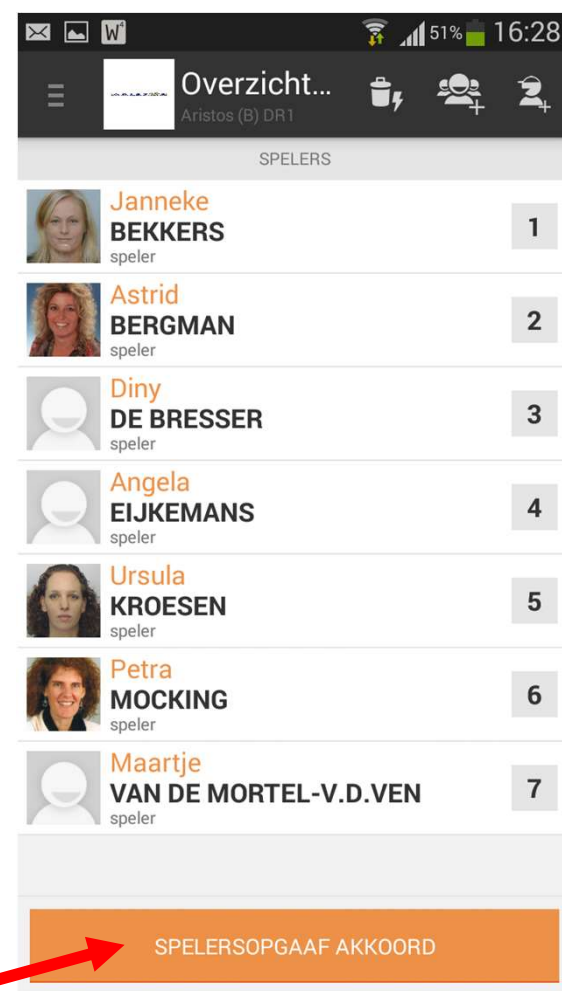 51% 16:28
Overzicht...
Aristos (B) DR1
SPELERS
Janneke
BEKKERS
speler
1
Astrid
BERGMAN
speler
2
Diny
DE BRESSER
speler
3
Angela
EIJKEMANS
speler
4
Ursula
KROESEN
speler
5
Petra
MOCKING
speler
6
Maartje
VAN DE MORTEL-V.D.VEN
speler
7
SPELERSOPGAAF AKKOORD